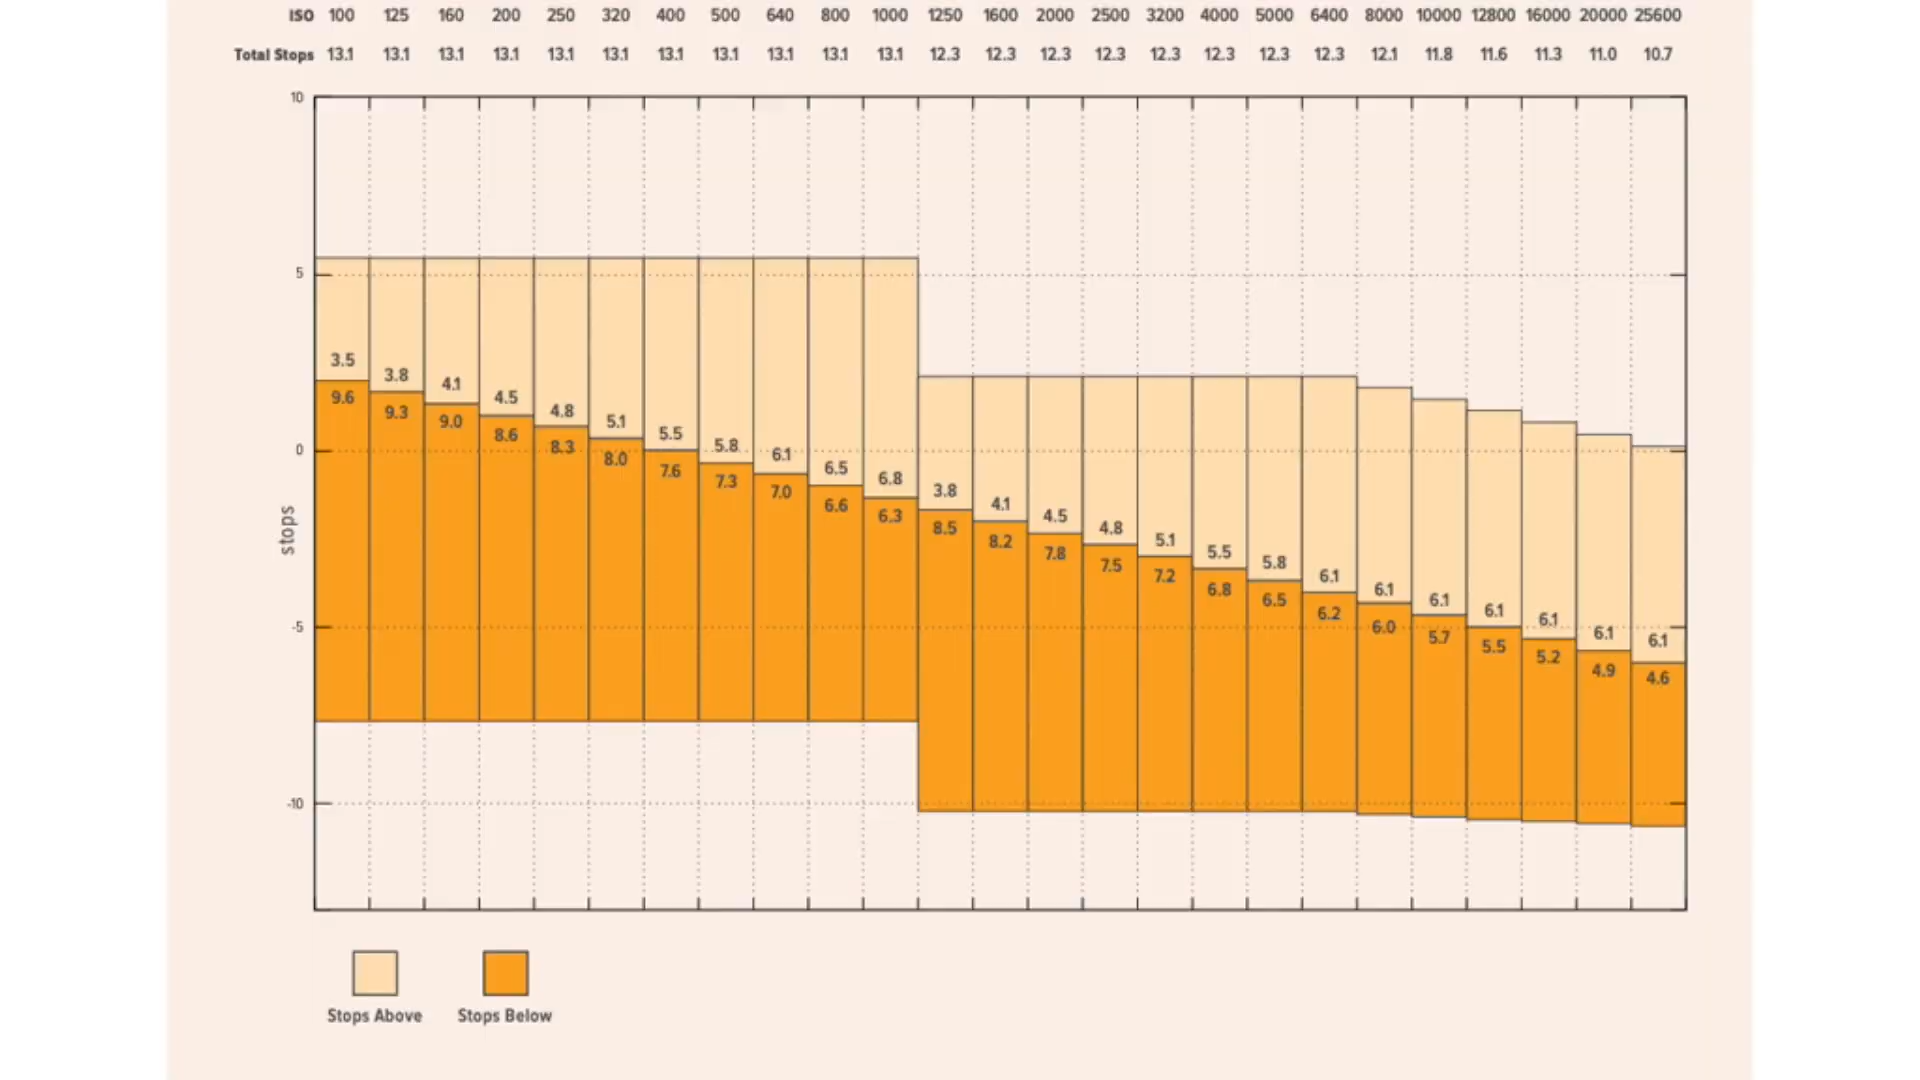 ISO 100 125 160 200 250 320 400 500 640 800 1000 1250 1600 2000 2500 3200 4000 5000 6400 8000 10000 12800 16000 20000 25600
Total Stops 13.1 13.1 13.1 13.1 13.1 13.1 13.1 13.1 13.1 13.1 13.1 12.3 12.3 12.3 12.3 12.3 12.3 12.3 12.3 12.1 11.8 11.6 11.3 11.0 10.7
10
5
0
-5
-10
stops
3.5 3.8 4.1 4.5 4.8 5.1 5.5 5.8 6.1 6.5 6.8 3.8 4.1 4.5 4.8 5.1 5.5 5.8 6.1 6.1 6.1 6.1 6.1 6.1 6.1
9.6 9.3 9.0 8.6 8.3 8.0 7.6 7.3 7.0 6.6 6.3 8.5 8.2 7.8 7.5 7.2 6.8 6.5 6.2 6.0 5.7 5.5 5.2 4.9 4.6
Stops Above Stops Below